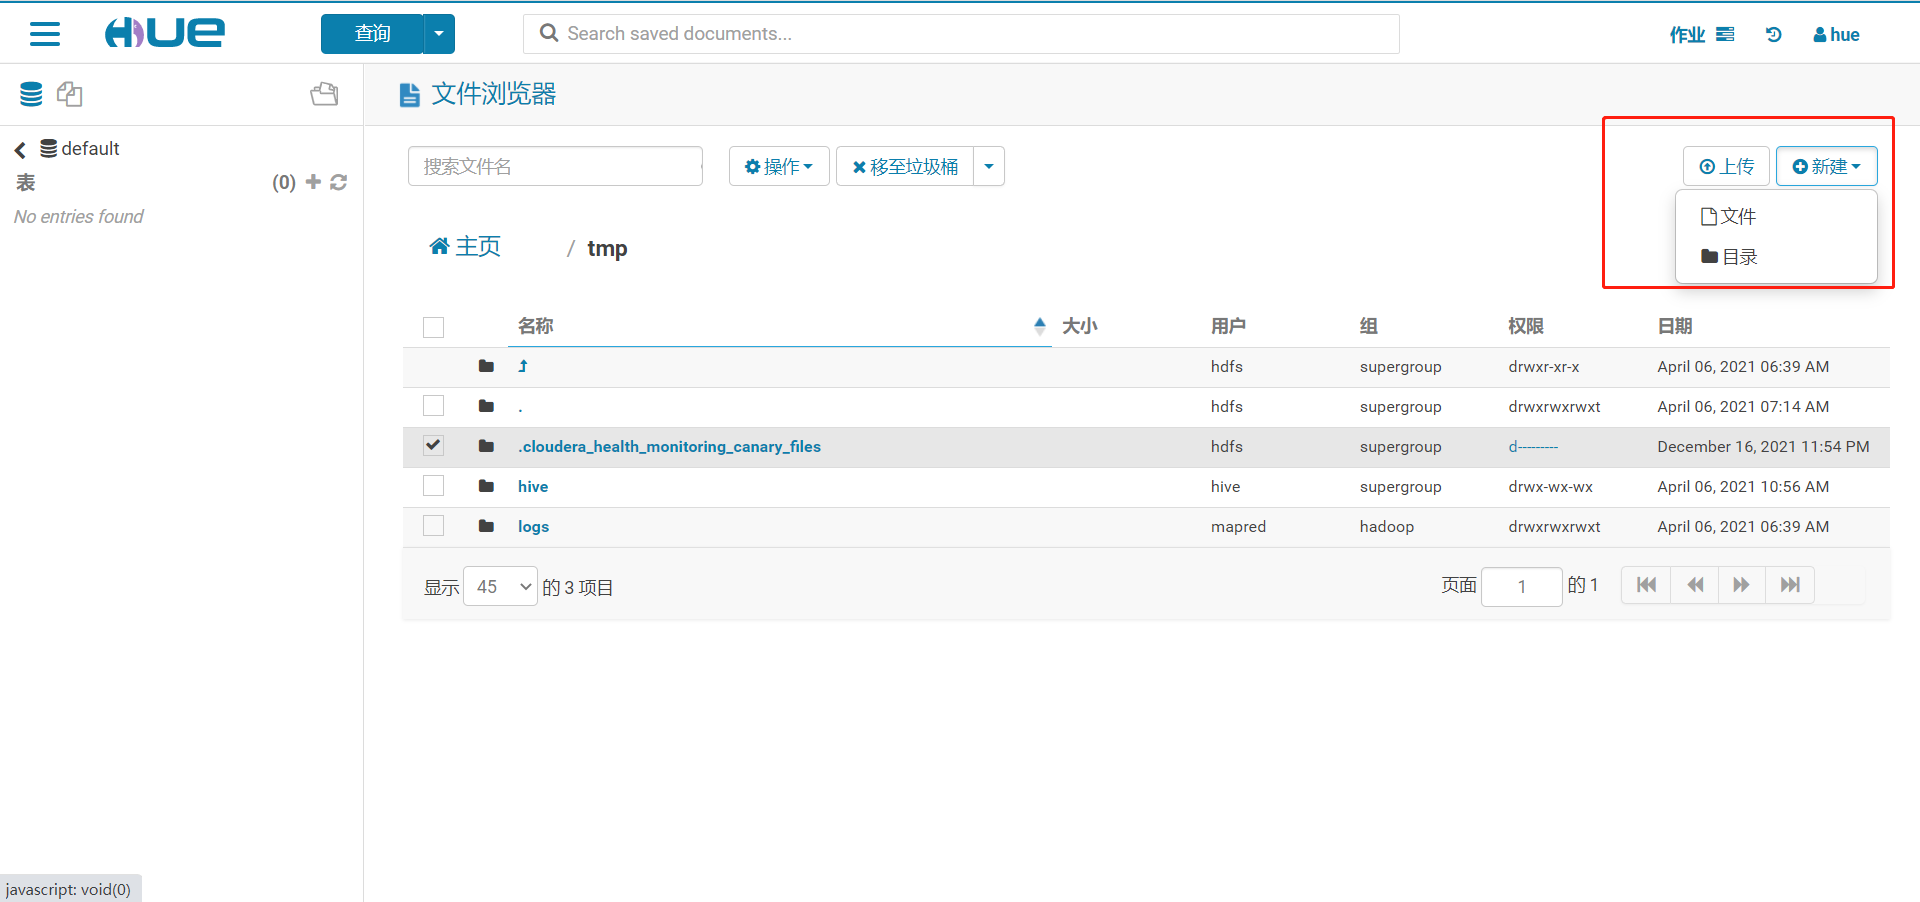 HUE
查询
Search saved documents...
作业
hue
文件浏览器
default
表
(0)
No entries found
搜索文件名
操作
移至垃圾桶
上传
新建
文件
目录
主页 / tmp
名称 大小 用户 组 权限 日期
hdfs supergroup drwxr-xr-x April 06, 2021 06:39 AM
. hdfs supergroup drwxrwxrwxt April 06, 2021 07:14 AM
.cloudera_health_monitoring_canary_files hdfs supergroup d--------- December 16, 2021 11:54 PM
hive hive supergroup drwx-wx-wx April 06, 2021 10:56 AM
logs mapred hadoop drwxrwxrwxt April 06, 2021 06:39 AM
显示 45 的 3 项目
页面 1 的 1
javascript: void(0)